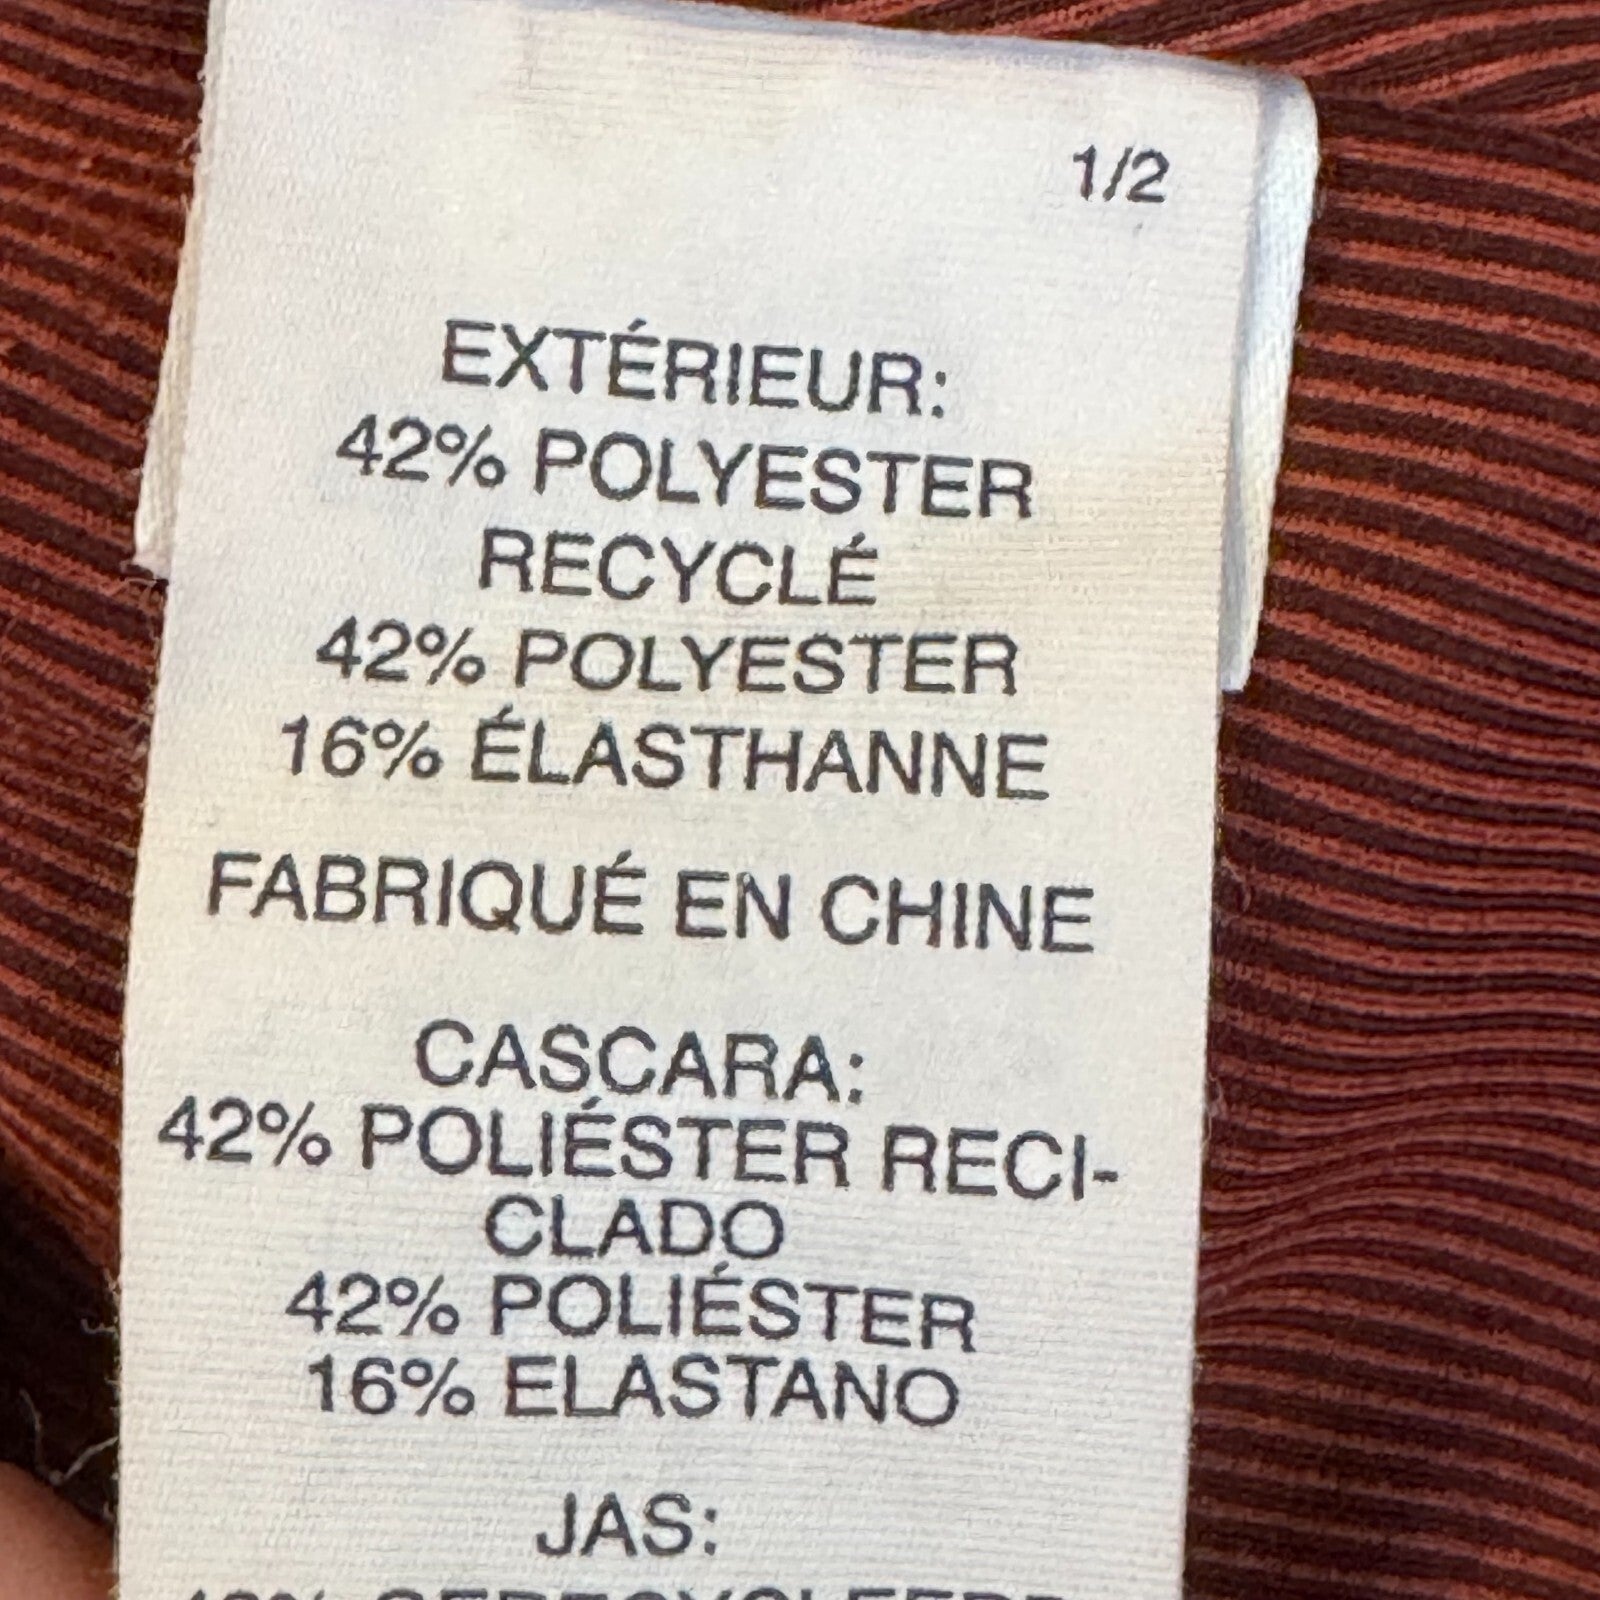 1/2
EXTÉRIEUR:
42% POLYESTER
RECYCLÉ
42% POLYESTER
16% ÉLASTHANNE
FABRIQUÉ EN CHINE
CASCARA:
42% POLIÉSTER RECI-
CLADO
42% POLIÉSTER
16% ELASTANO
JAS: